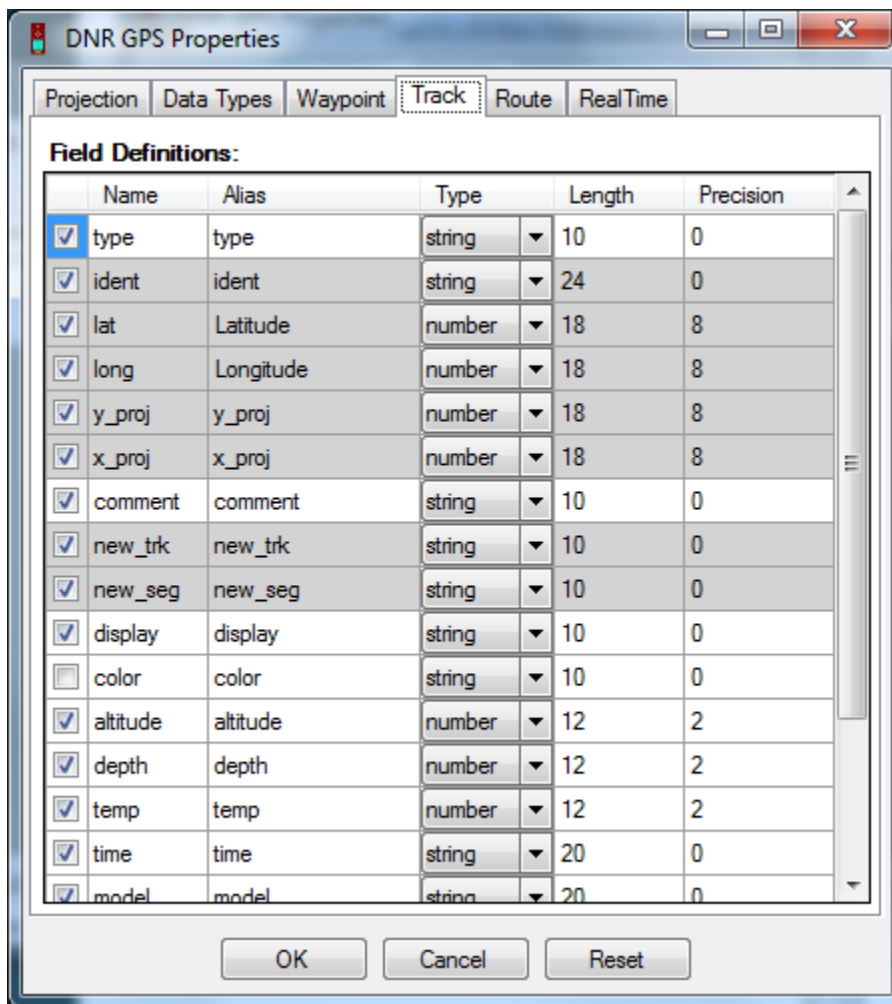 DNR GPS Properties
Projection Data Types Waypoint Track Route RealTime
Field Definitions:
Name Alias Type Length Precision
type type string 10 0
ident ident string 24 0
lat Latitude number 18 8
long Longitude number 18 8
y_proj y_proj number 18 8
x_proj x_proj number 18 8
comment comment string 10 0
new_trk new_trk string 10 0
new_seg new_seg string 10 0
display display string 10 0
color color string 10 0
altitude altitude number 12 2
depth depth number 12 2
temp temp number 12 2
time time string 20 0
model model string 20 0
OK Cancel Reset